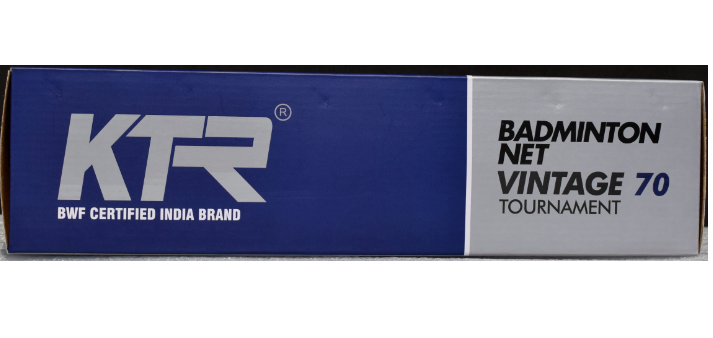 KTR®
BWF CERTIFIED INDIA BRAND
BADMINTON
NET
VINTAGE 70
TOURNAMENT